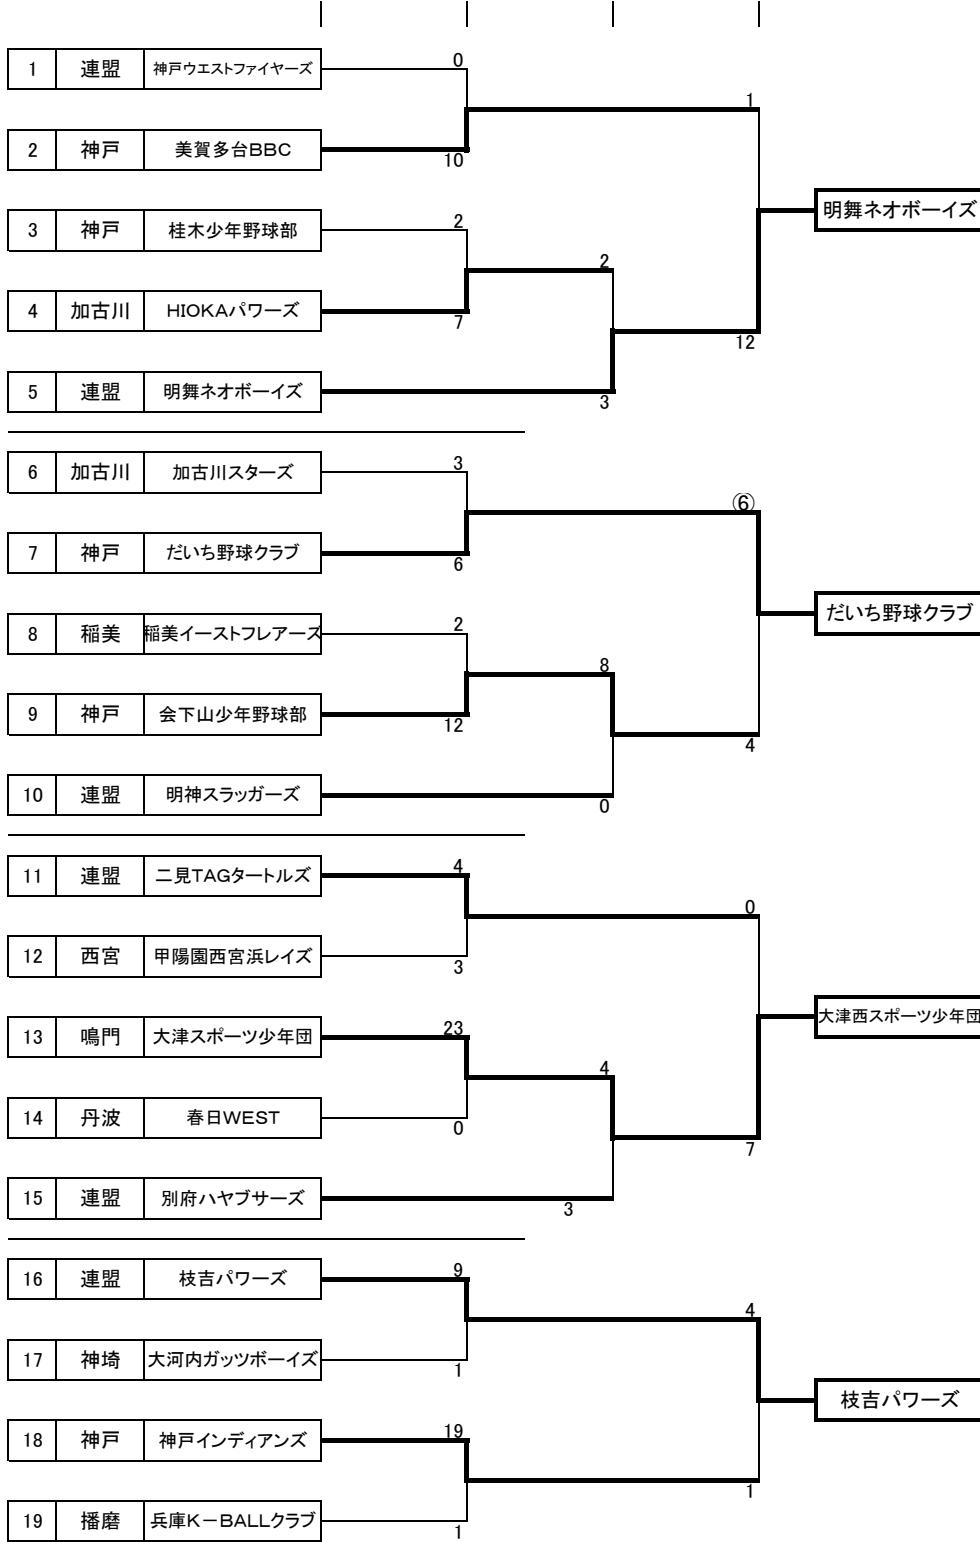 1 連盟 神戸ウエストファイヤーズ 0
1
2 神戸 美賀多台BBC 10
明舞ネオボーイズ
3 神戸 桂木少年野球部 2
2
4 加古川 HIOKAパワーズ 7
12
5 連盟 明舞ネオボーイズ 3
6 加古川 加古川スターズ 3
⑥
7 神戸 だいち野球クラブ 6
だいち野球クラブ
8 稲美 稲美イーストフレアーズ 2
8
9 神戸 会下山少年野球部 12
4
10 連盟 明神スラッガーズ 0
11 連盟 二見TAGタートルズ 4
0
12 西宮 甲陽園西宮浜レイズ 3
大津西スポーツ少年団
13 鳴門 大津スポーツ少年団 23
4
14 丹波 春日WEST 0
7
15 連盟 別府ハヤブサーズ 3
16 連盟 枝吉パワーズ 9
4
17 神埼 大河内ガッツボーイズ 1
枝吉パワーズ
18 神戸 神戸インディアンズ 19
1
19 播磨 兵庫K－BALLクラブ 1